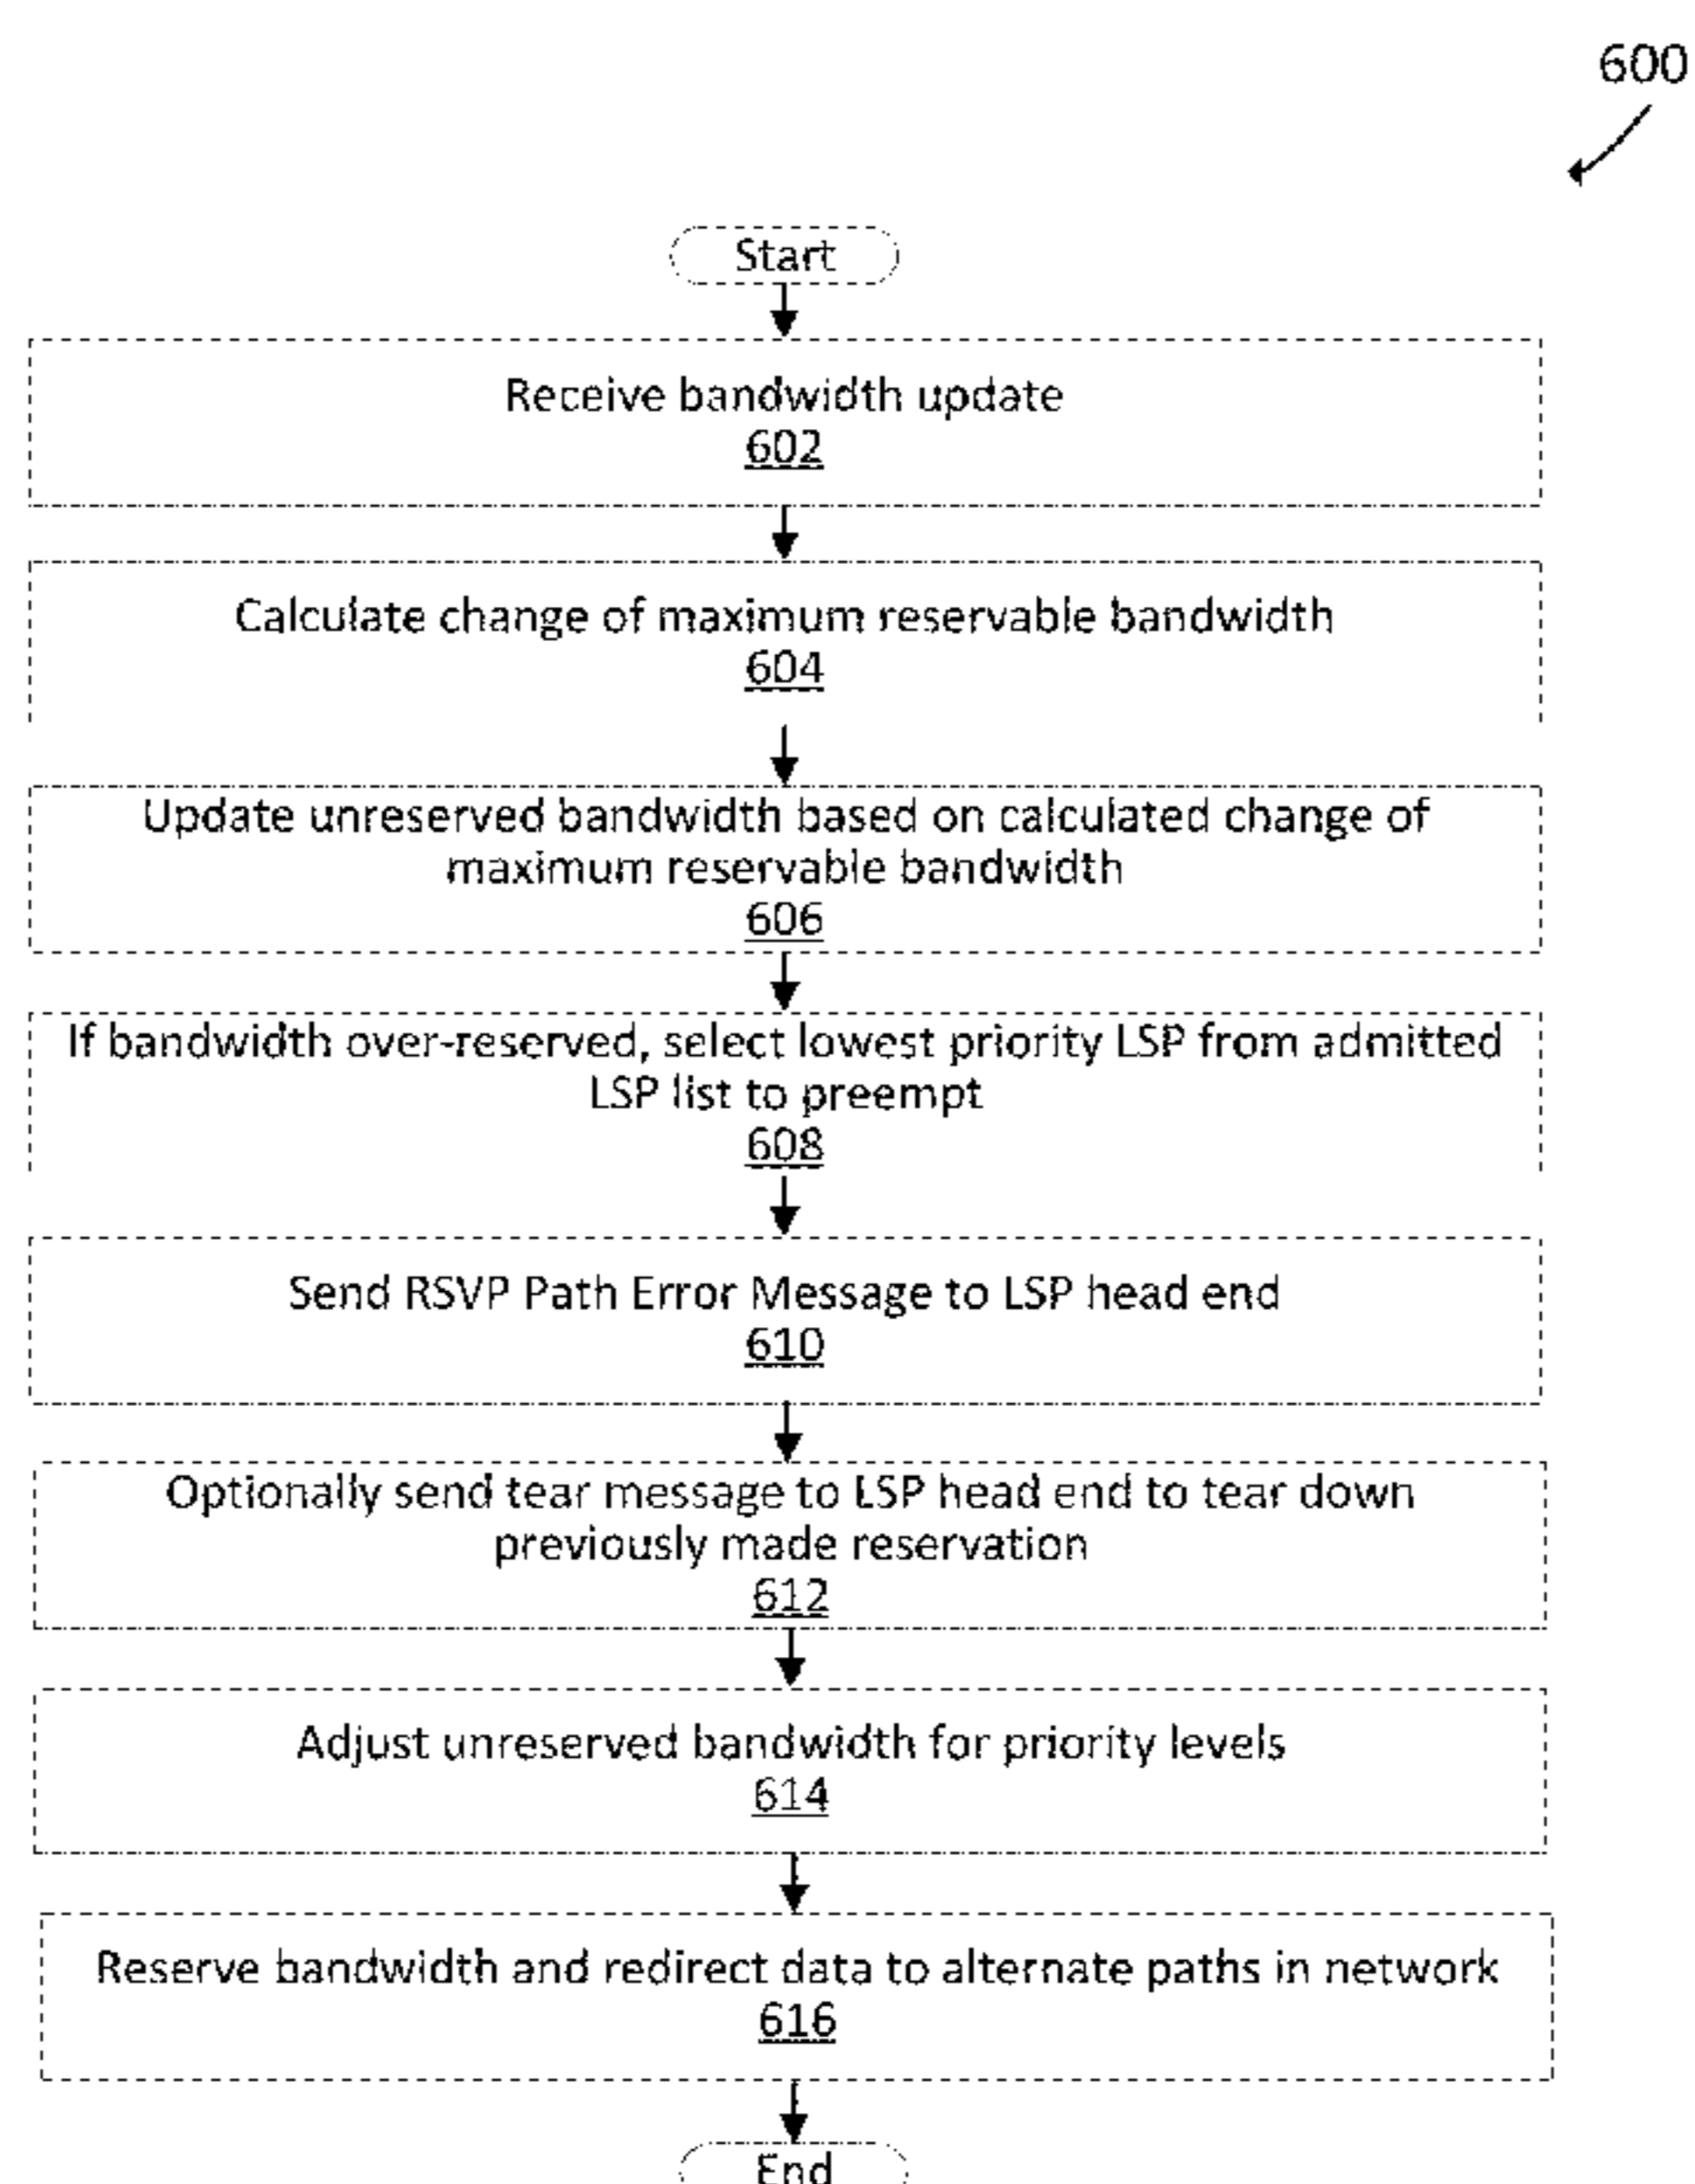 600
Start
Receive bandwidth update
602
Calculate change of maximum reservable bandwidth
604
Update unreserved bandwidth based on calculated change of
maximum reservable bandwidth
606
If bandwidth over-reserved, select lowest priority LSP from admitted
LSP list to preempt
608
Send RSVP Path Error Message to LSP head end
610
Optionally send tear message to LSP head end to tear down
previously made reservation
612
Adjust unreserved bandwidth for priority levels
614
Reserve bandwidth and redirect data to alternate paths in network
616
End